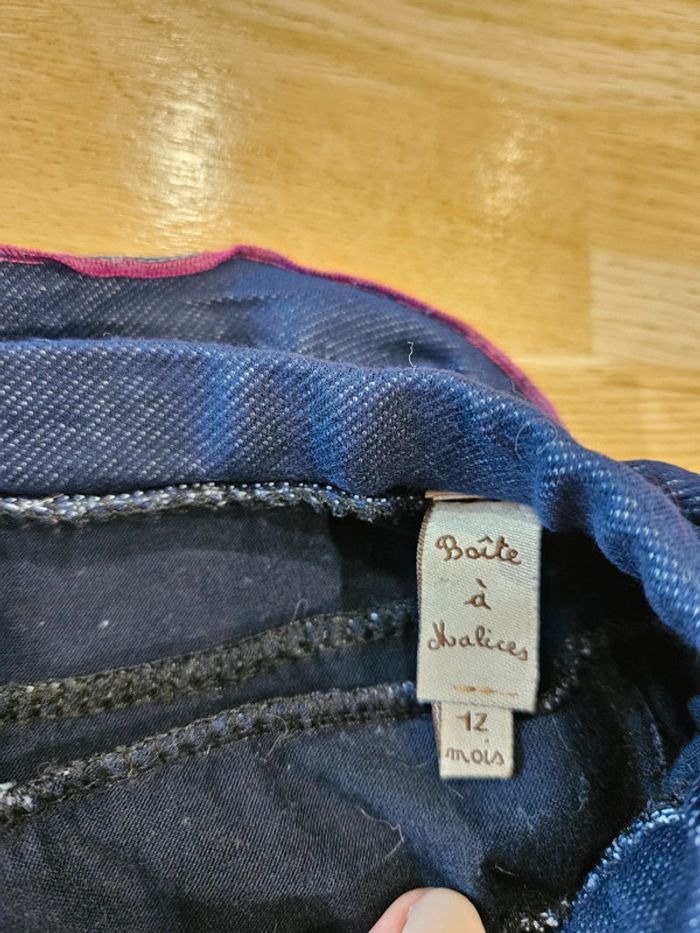 Boîte
à
Malices
12
mois